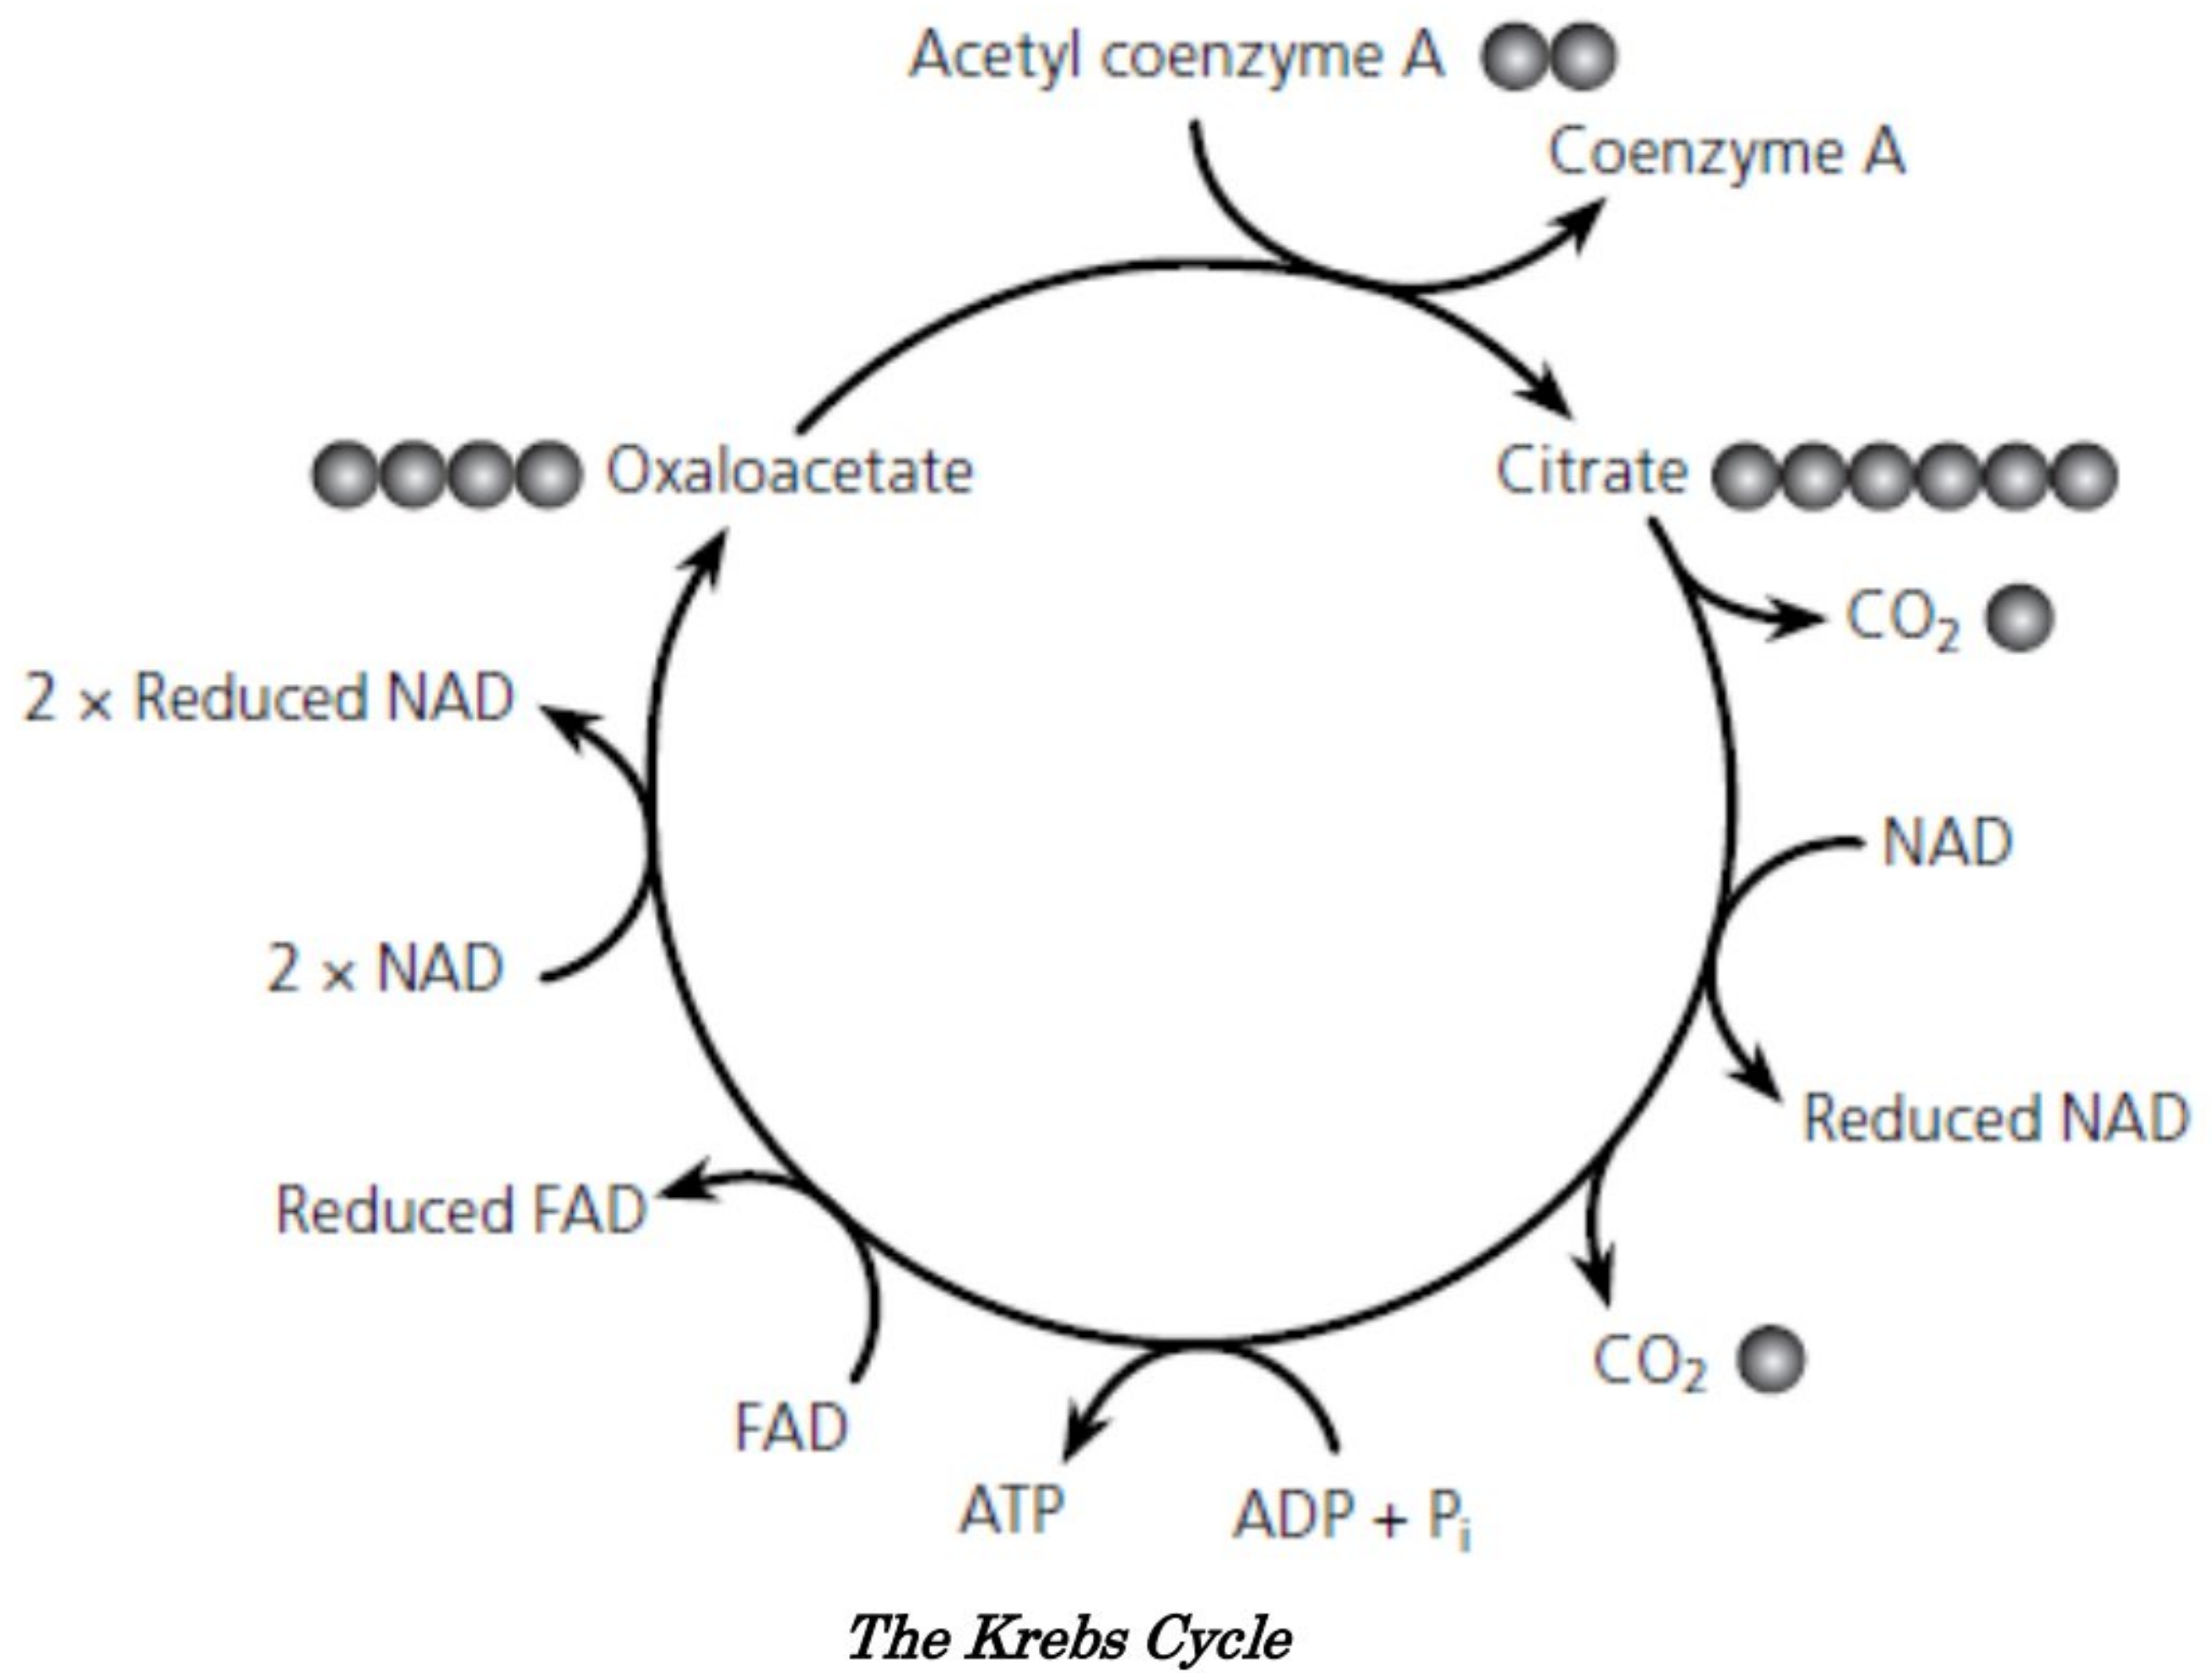 Acetyl coenzyme A
Coenzyme A
Oxaloacetate
Citrate
CO₂
2 × Reduced NAD
NAD
2 × NAD
Reduced NAD
Reduced FAD
CO₂
FAD
ATP
ADP + Pᵢ
The Krebs Cycle